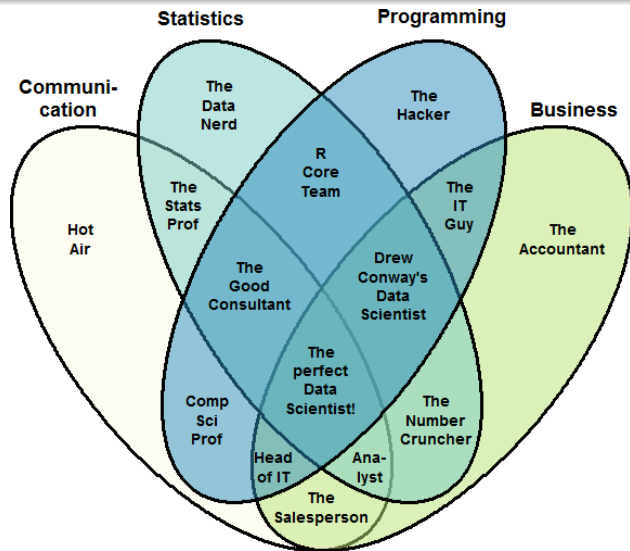 Statistics
Programming
Communi-
cation
Business
The
Data
Nerd
The
Hacker
R
Core
Team
The
Stats
Prof
The
IT
Guy
Hot
Air
The
Accountant
The
Good
Consultant
Drew
Conway's
Data
Scientist
The
perfect
Data
Scientist!
Comp
Sci
Prof
The
Number
Cruncher
Head
of IT
Ana-
lyst
The
Salesperson